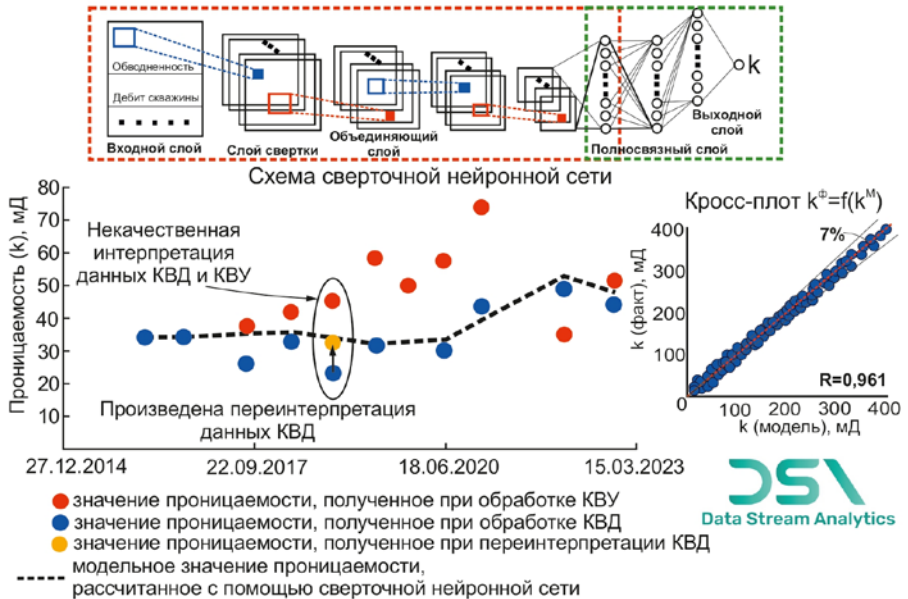 Обводненность
Дебит скважины
Входной слой
Слой свертки
Объединяющий
слой
Полносвязный слой
Выходной
слой
k
Схема сверточной нейронной сети
Проницаемость (k), мД
80
70
60
50
40
30
20
10
Некачественная
интерпретация
данных КВД и КВУ
Произведена переинтерпретация
данных КВД
27.12.2014
22.09.2017
18.06.2020
15.03.2023
Кросс-плот kᶲ=f(kᴹ)
k (факт), мД
400
300
200
100
0
7%
R=0,961
0
100
200
300
400
k (модель), мД
DSA
Data Stream Analytics
значение проницаемости, полученное при обработке КВУ
значение проницаемости, полученное при обработке КВД
значение проницаемости, полученное при переинтерпретации КВД
модельное значение проницаемости,
рассчитанное с помощью сверточной нейронной сети